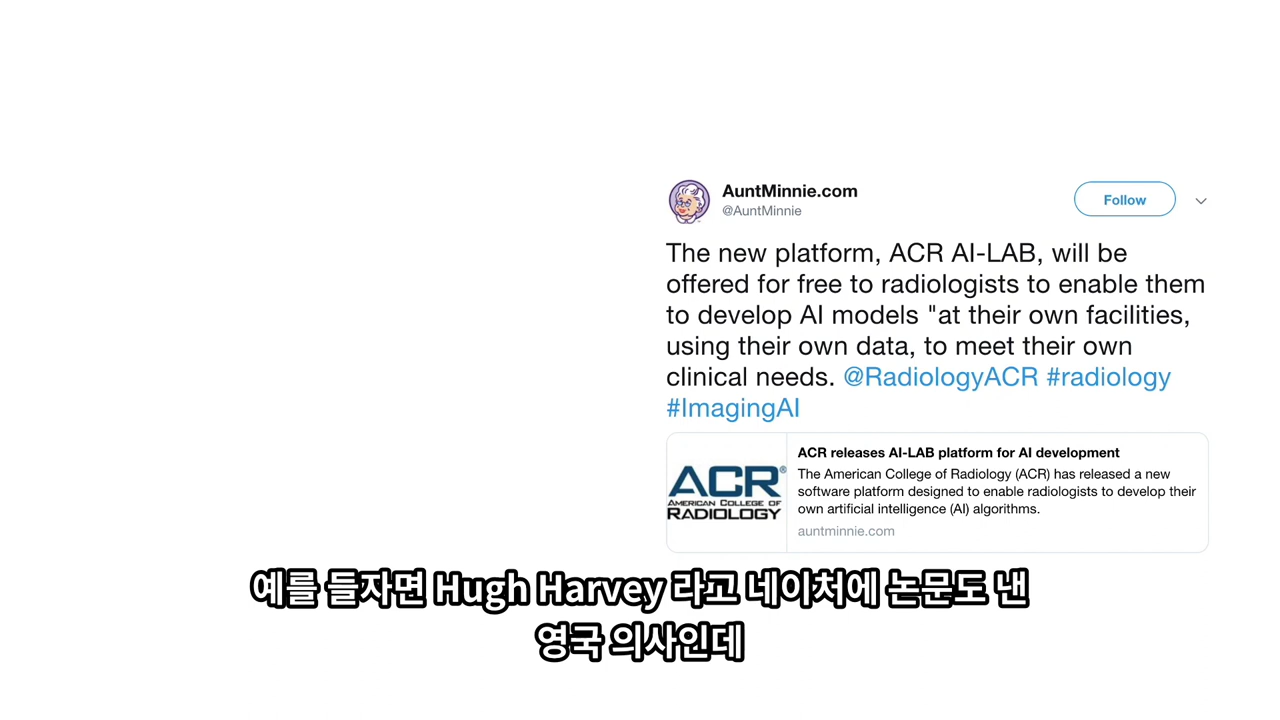 AuntMinnie.com
@AuntMinnie
Follow
The new platform, ACR AI-LAB, will be
offered for free to radiologists to enable them
to develop AI models "at their own facilities,
using their own data, to meet their own
clinical needs. @RadiologyACR #radiology
#ImagingAI
ACR®
AMERICAN COLLEGE OF
RADIOLOGY
ACR releases AI-LAB platform for AI development
The American College of Radiology (ACR) has released a new
software platform designed to enable radiologists to develop their
own artificial intelligence (AI) algorithms.
auntminnie.com
예를 들자면 Hugh Harvey 라고 네이처에 논문도 낸
영국 의사인데